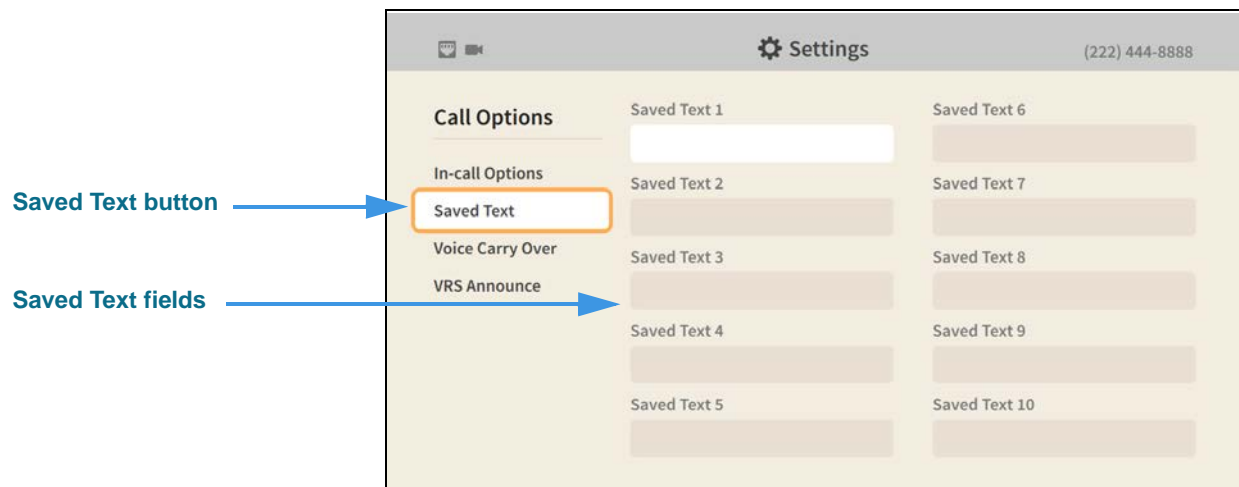 Settings
(222) 444-8888
Call Options
In-call Options
Saved Text
Voice Carry Over
VRS Announce
Saved Text button
Saved Text fields
Saved Text 1
Saved Text 2
Saved Text 3
Saved Text 4
Saved Text 5
Saved Text 6
Saved Text 7
Saved Text 8
Saved Text 9
Saved Text 10